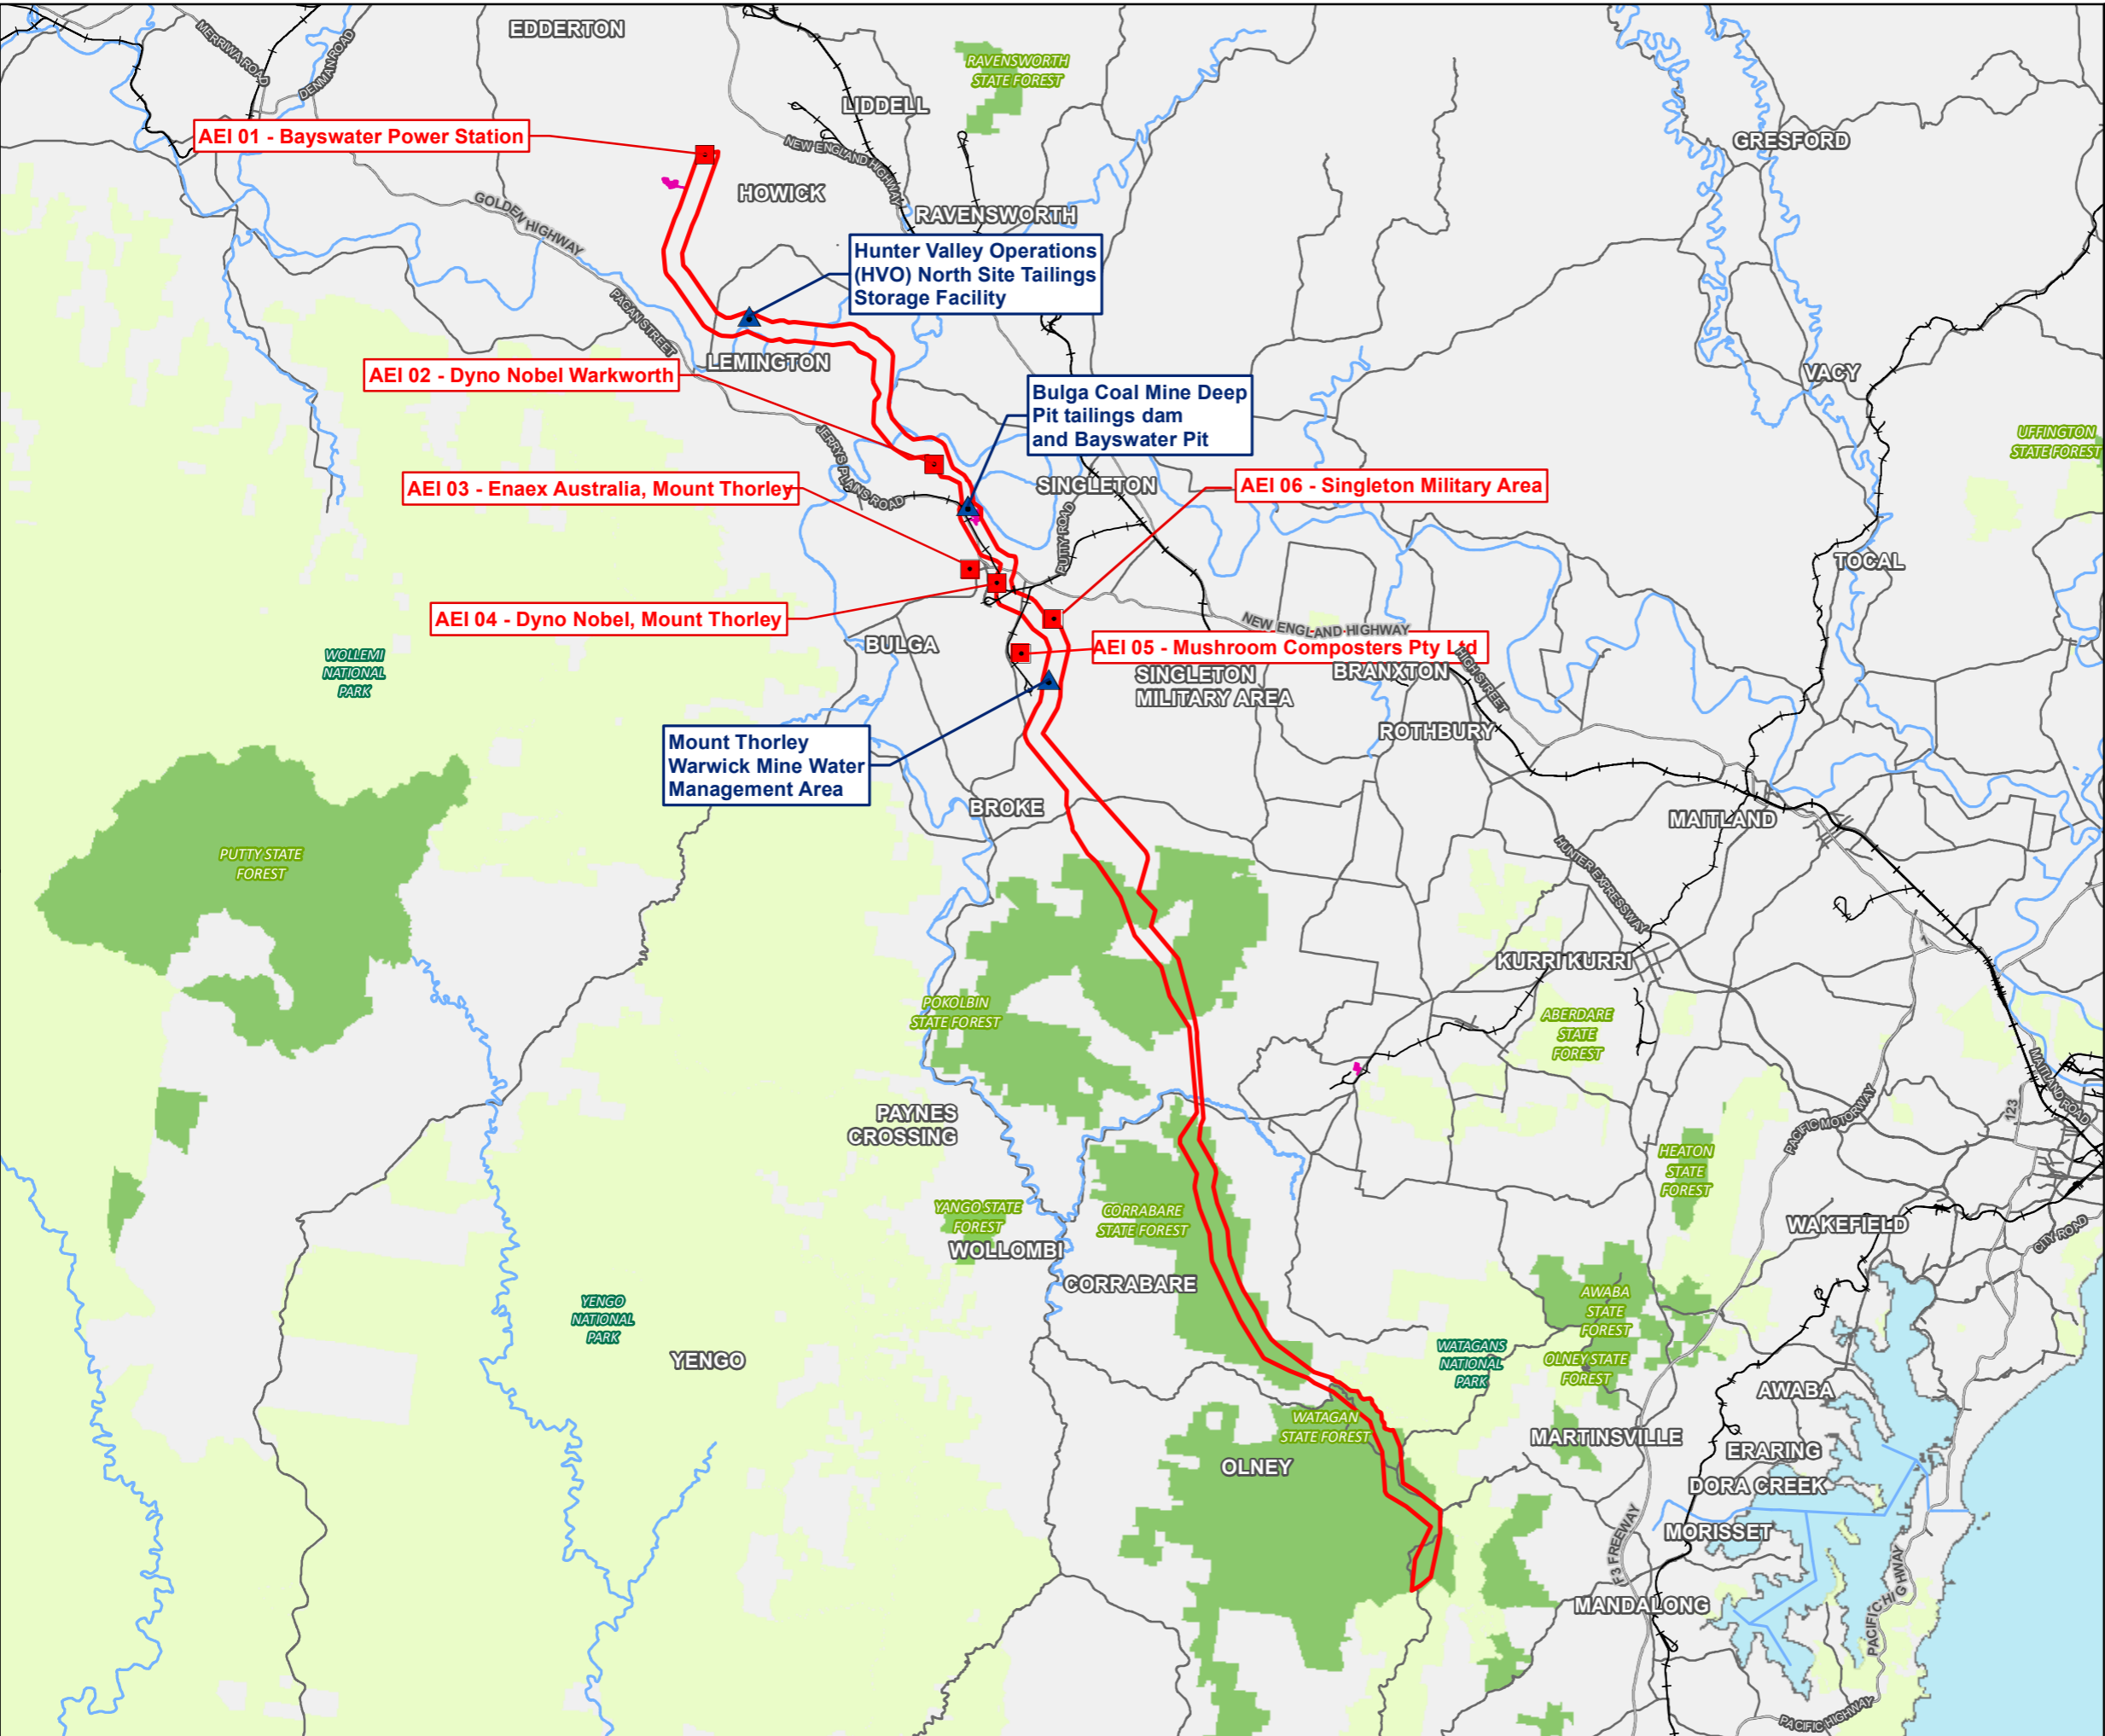 EDDERTON
MERRIWA ROAD
DENMAN ROAD
RAVENSWORTH
STATE FOREST
LIDDELL
AEI 01 - Bayswater Power Station
NEW ENGLAND HIGHWAY
GRESFORD
HOWICK
GOLDEN HIGHWAY
RAVENSWORTH
Hunter Valley Operations
(HVO) North Site Tailings
Storage Facility
PAGAN STREET
LEMINGTON
AEI 02 - Dyno Nobel Warkworth
VACY
Bulga Coal Mine Deep
Pit tailings dam
and Bayswater Pit
JERRYS PLAINS ROAD
UFFINGTON
STATE FOREST
AEI 03 - Enaex Australia, Mount Thorley
SINGLETON
AEI 06 - Singleton Military Area
PUTTY ROAD
TOCAL
AEI 04 - Dyno Nobel, Mount Thorley
NEW ENGLAND HIGHWAY
BULGA
AEI 05 - Mushroom Composters Pty Ltd
HIGH STREET
WOLLEMI
NATIONAL
PARK
SINGLETON
MILITARY AREA
BRANXTON
ROTHBURY
Mount Thorley
Warwick Mine Water
Management Area
BROKE
MAITLAND
PUTTY STATE
FOREST
HUNTER EXPRESSWAY
1
KURRI KURRI
POKOLBIN
STATE FOREST
ABERDARE
STATE
FOREST
MAITLAND ROAD
PAYNES
CROSSING
123
PACIFIC MOTORWAY
HEATON
STATE
FOREST
YANGO STATE
FOREST
CORRABARE
STATE FOREST
WAKEFIELD
CITY ROAD
WOLLOMBI
CORRABARE
YENGO
NATIONAL
PARK
AWABA
STATE
FOREST
YENGO
WATAGANS
NATIONAL
PARK
OLNEY STATE
FOREST
AWABA
WATAGAN
STATE FOREST
MARTINSVILLE
ERARING
OLNEY
DORA CREEK
MORISSET
F3 FREEWAY
MANDALONG
PACIFIC HIGHWAY
PACIFIC HIGHWAY